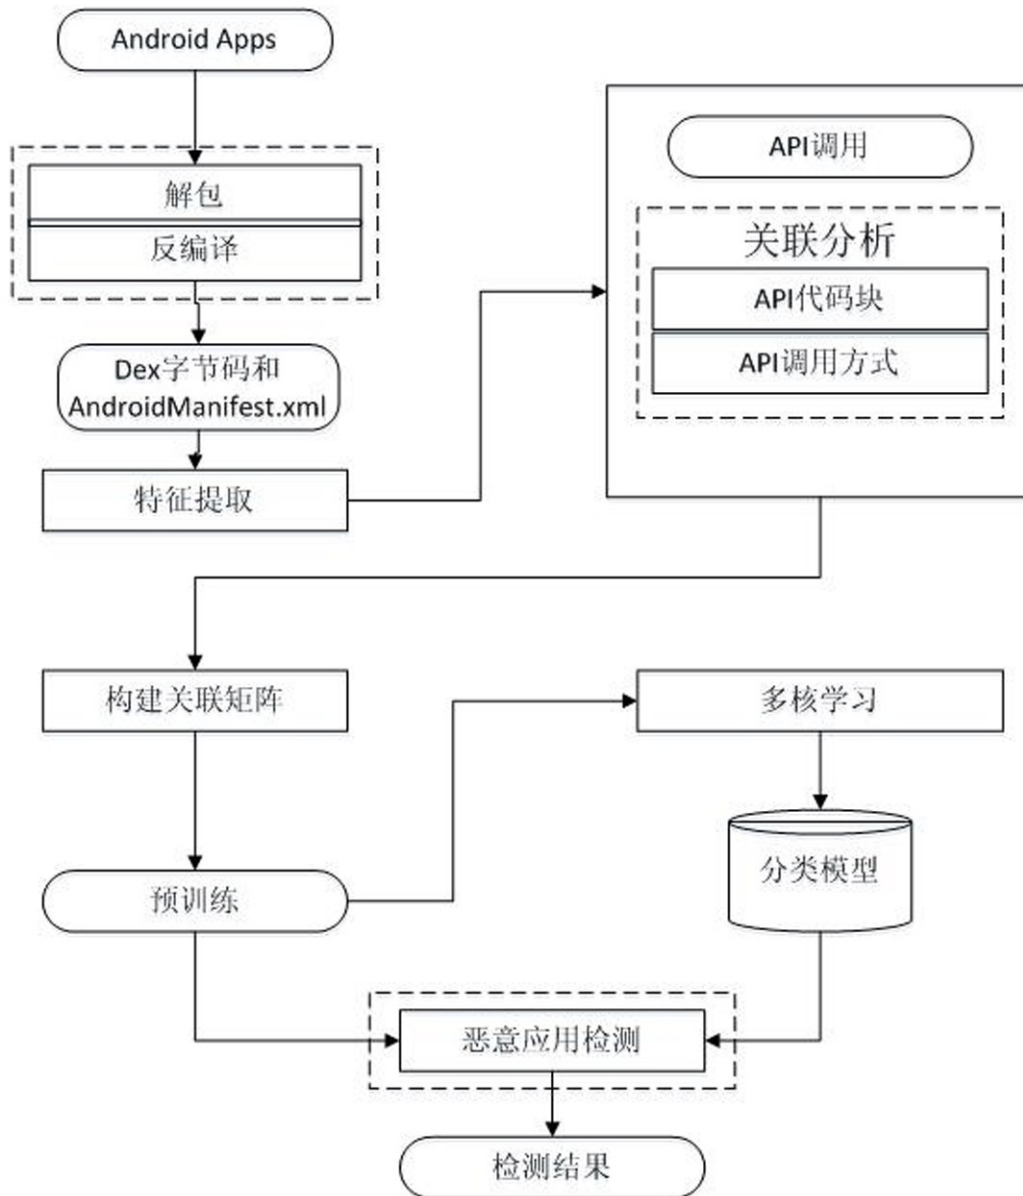 Android Apps
解包
反编译
Dex字节码和
AndroidManifest.xml
特征提取
API调用
关联分析
API代码块
API调用方式
构建关联矩阵
预训练
多核学习
分类模型
恶意应用检测
检测结果